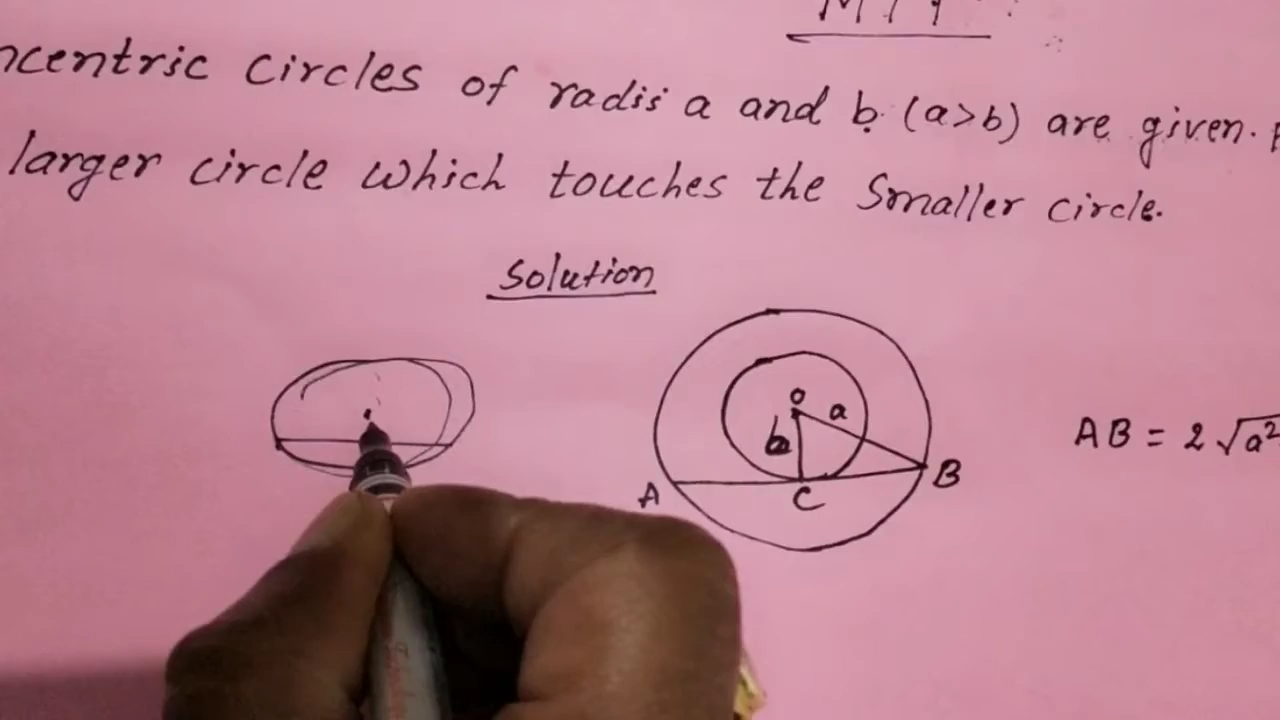 ncentric circles of radii a and b (a>b) are given.
larger circle which touches the smaller circle.
Solution
O
a
b
A
C
B
AB = 2 √a²